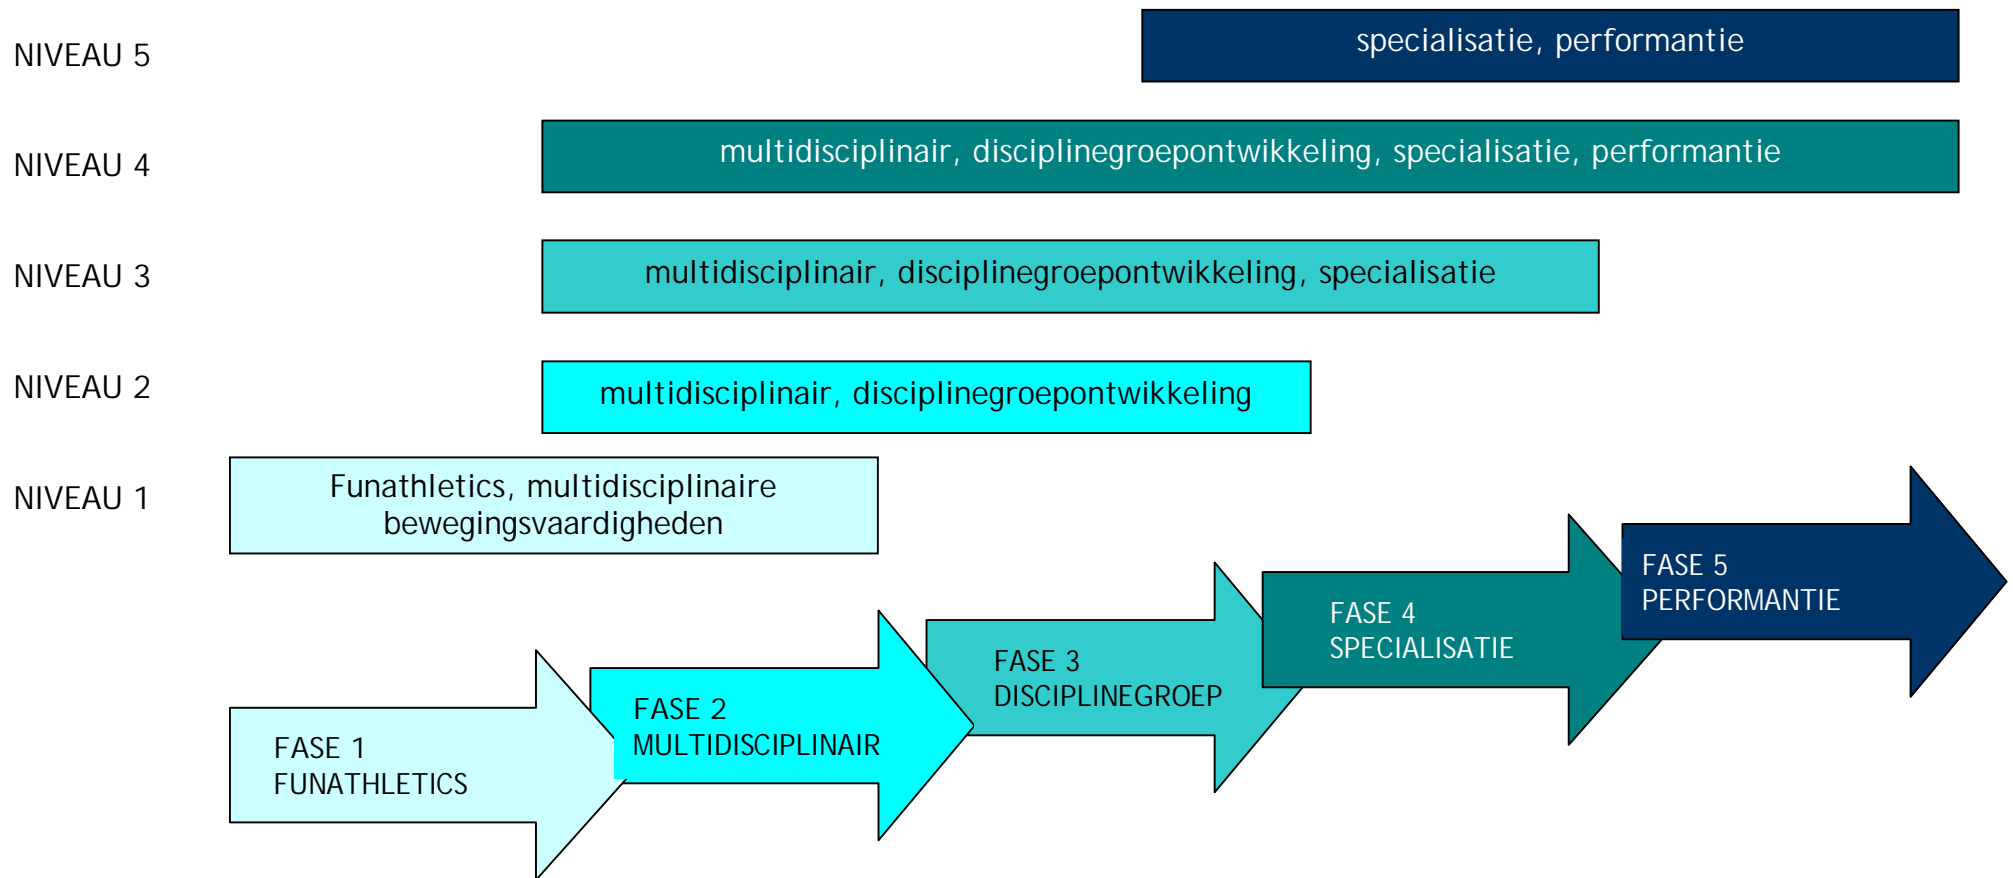 NIVEAU 5
specialisatie, performantie
NIVEAU 4
multidisciplinair, disciplinegroepontwikkeling, specialisatie, performantie
NIVEAU 3
multidisciplinair, disciplinegroepontwikkeling, specialisatie
NIVEAU 2
multidisciplinair, disciplinegroepontwikkeling
NIVEAU 1
Funathletics, multidisciplinaire
bewegingsvaardigheden
FASE 1
FUNATHLETICS
FASE 2
MULTIDISCIPLINAIR
FASE 3
DISCIPLINEGROEP
FASE 4
SPECIALISATIE
FASE 5
PERFORMANTIE